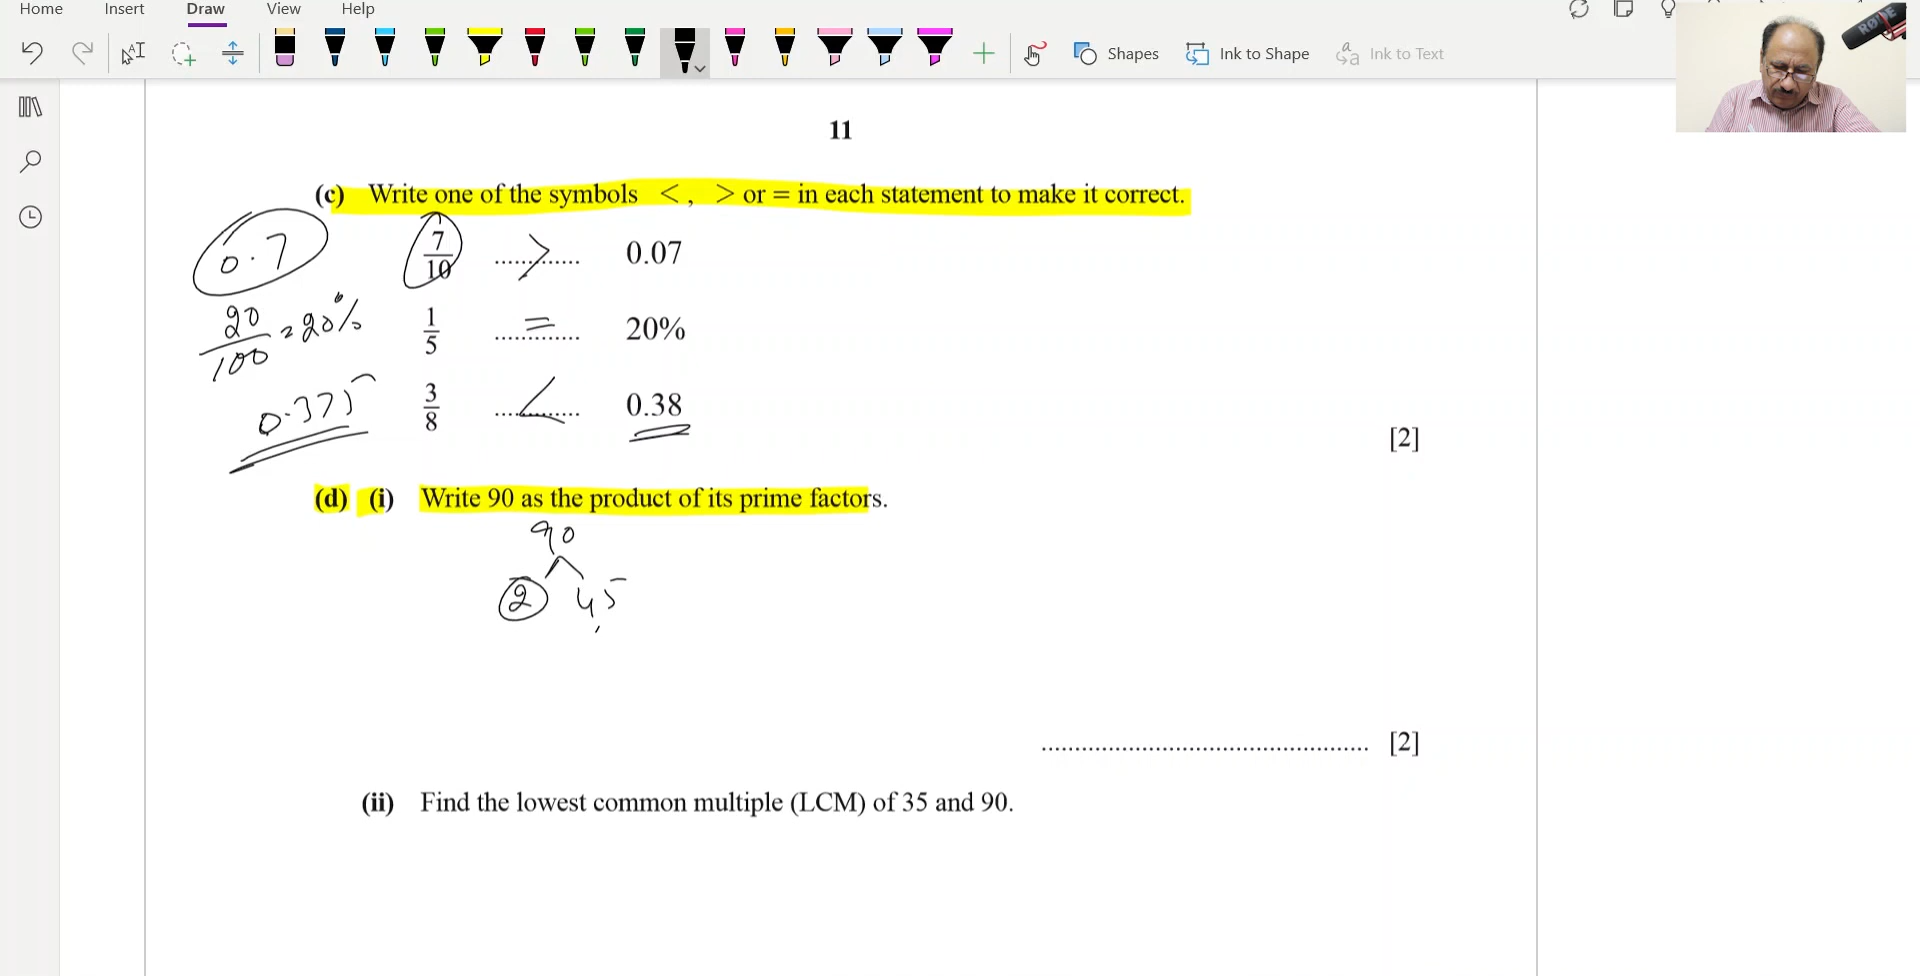 Home Insert Draw View Help
Shapes Ink to Shape Ink to Text
RØDE
11
(c) Write one of the symbols < , > or = in each statement to make it correct.
0.7 7/10 .....>...... 0.07
20/100 = 20% 1/5 .....=...... 20%
0.375 3/8 .....<...... 0.38
[2]
(d) (i) Write 90 as the product of its prime factors.
90
2 45
.................................................. [2]
(ii) Find the lowest common multiple (LCM) of 35 and 90.